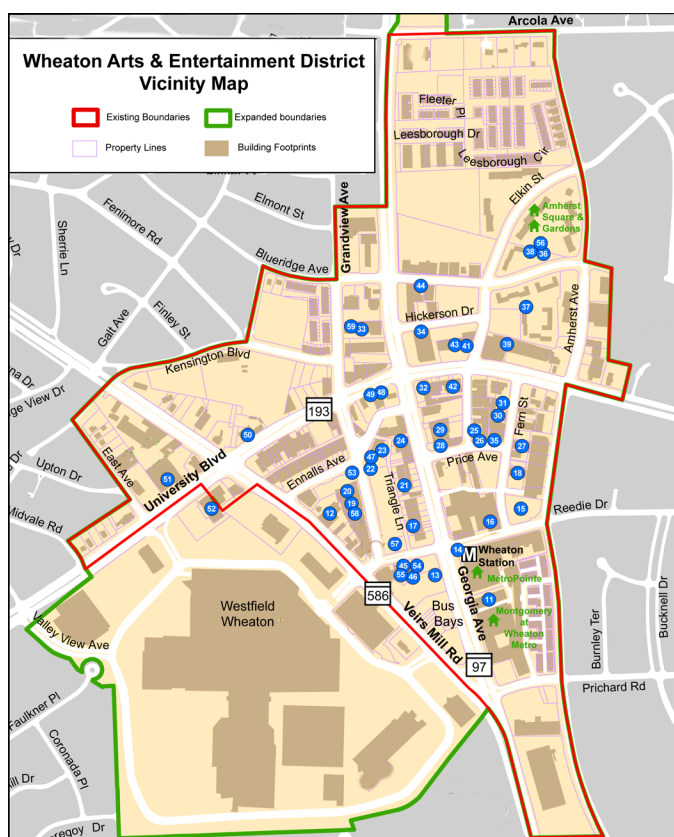 Arcola Ave
Wheaton Arts & Entertainment District
Vicinity Map
Existing Boundaries
Expanded boundaries
Property Lines
Building Footprints
Fleeter Pl
Leesborough Dr
Leesborough Cir
Elkin St
Amherst
Square &
Gardens
Elmont St
Fenimore Rd
Sherrie Ln
Blueridge Ave
Grandview Ave
56
38
36
44
37
Hickerson Dr
Amherst Ave
Finley St
Galt Ave
59
33
34
43
41
39
Kensington Blvd
49
48
32
42
31
30
Fern St
193
50
29
28
25
26
35
27
24
Price Ave
East Ave
University Blvd
Ennalls Ave
23
47
22
53
18
Upton Dr
51
Triangle Ln
21
20
19
58
12
52
17
16
15
Reedie Dr
Midvale Rd
57
14
M
Wheaton
Station
MetroPointe
45
54
55
46
13
586
Georgia Ave
11
Montgomery
at
Wheaton
Metro
Westfield
Wheaton
Bus
Bays
Veirs Mill Rd
97
Valley View Ave
Burnley Ter
Bucknell Dr
Prichard Rd
Faulkner Pl
Coronada Pl